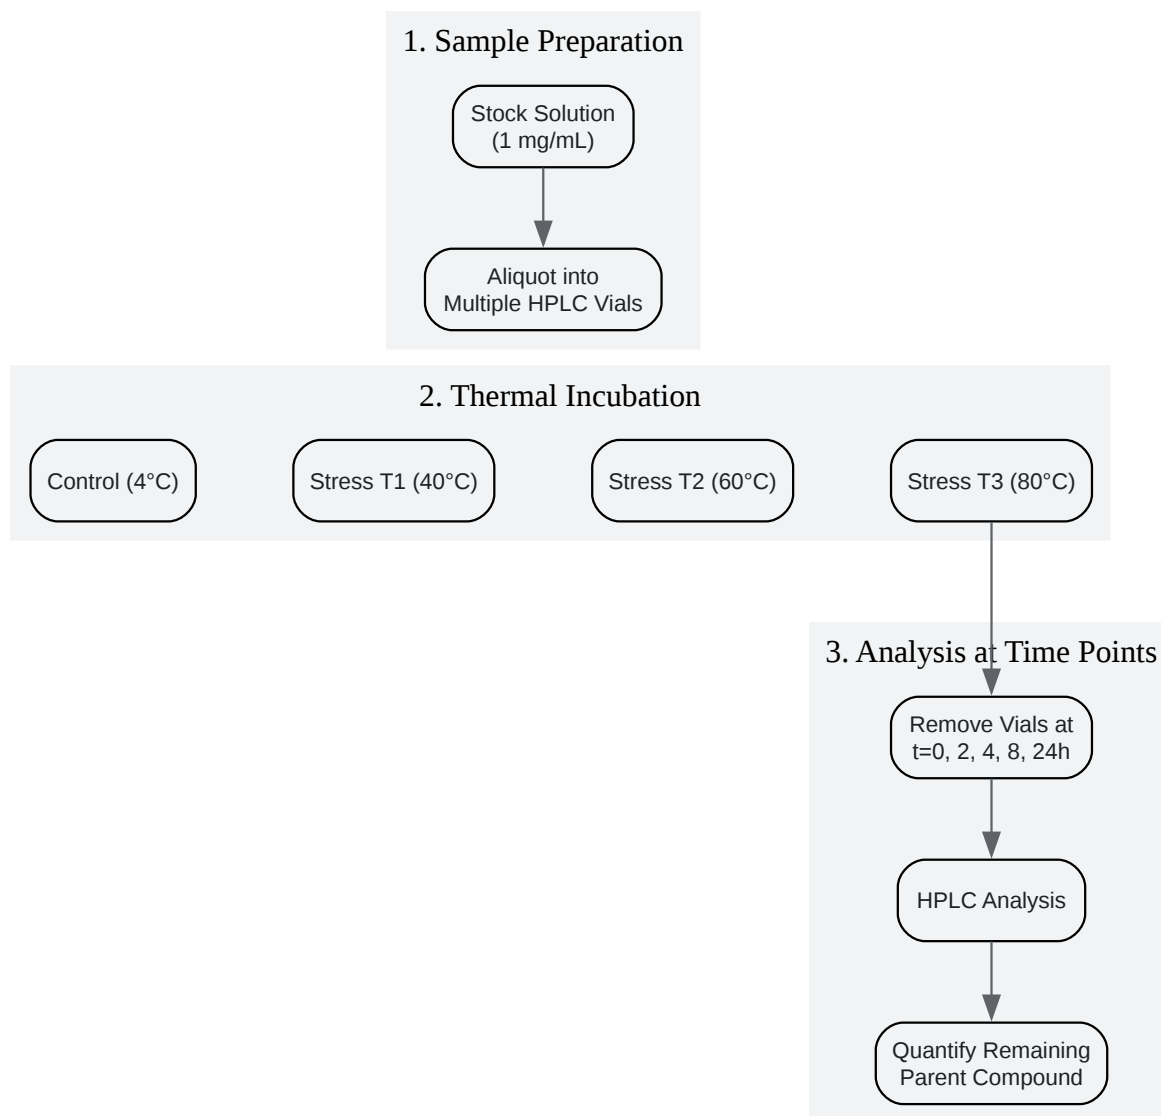 1. Sample Preparation
Stock Solution
(1 mg/mL)
Aliquot into
Multiple HPLC Vials
2. Thermal Incubation
Control (4°C)
Stress T1 (40°C)
Stress T2 (60°C)
Stress T3 (80°C)
3. Analysis at Time Points
Remove Vials at
t=0, 2, 4, 8, 24h
HPLC Analysis
Quantify Remaining
Parent Compound